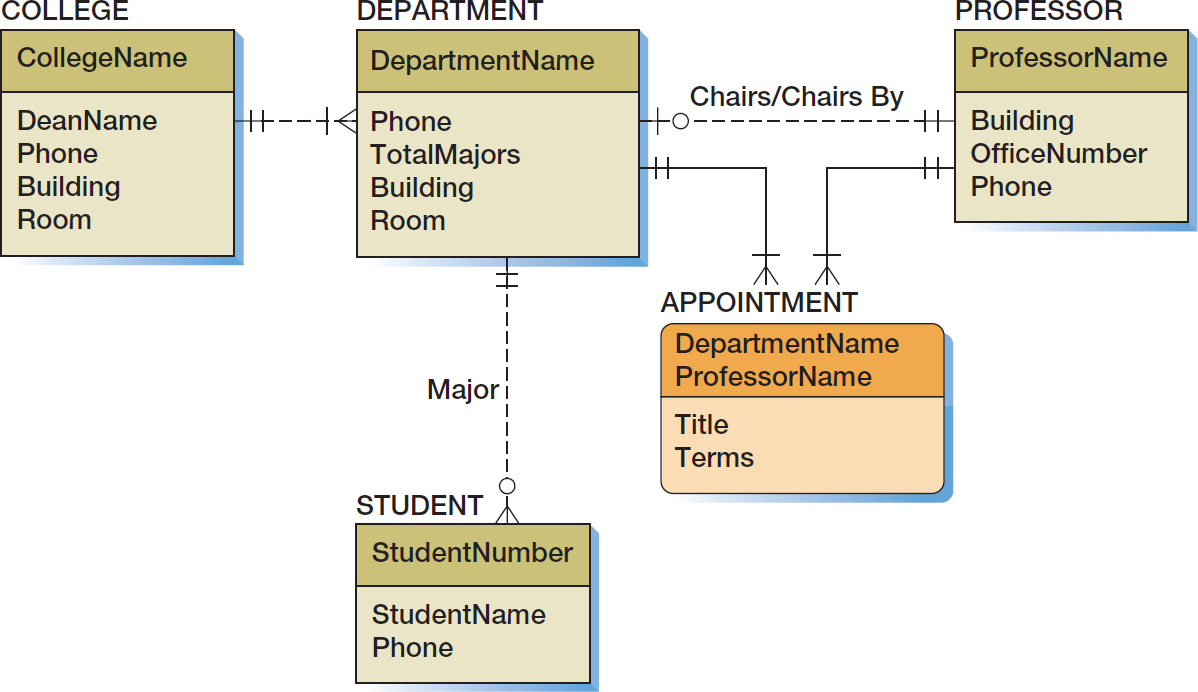 COLLEGE
CollegeName
DeanName
Phone
Building
Room
DEPARTMENT
DepartmentName
Phone
TotalMajors
Building
Room
Chairs/Chairs By
PROFESSOR
ProfessorName
Building
OfficeNumber
Phone
APPOINTMENT
DepartmentName
ProfessorName
Title
Terms
Major
STUDENT
StudentNumber
StudentName
Phone